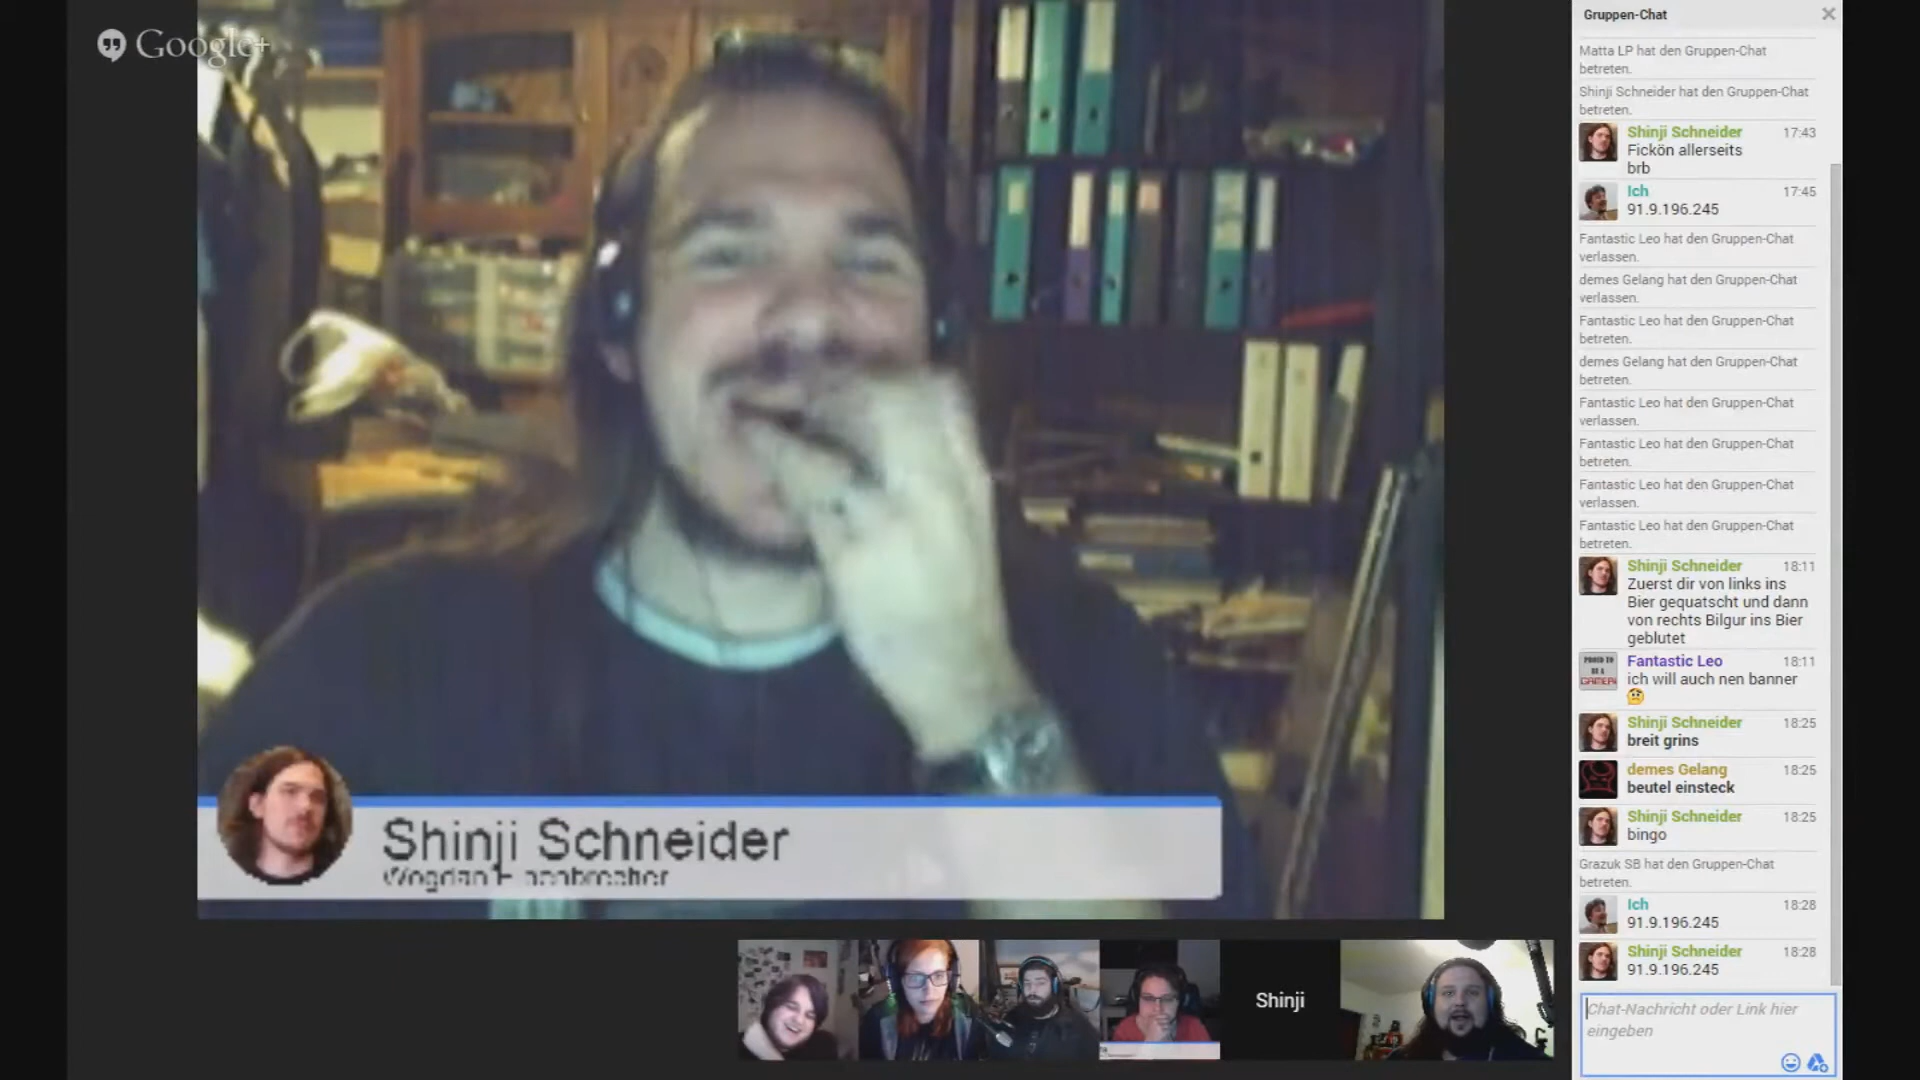 Google+
Shinji Schneider
Shinji
Gruppen-Chat
Matta LP hat den Gruppen-Chat
betreten.
Shinji Schneider hat den Gruppen-Chat
betreten.
Shinji Schneider 17:43
Fickön allerseits
brb
Ich 17:45
91.9.196.245
Fantastic Leo hat den Gruppen-Chat
verlassen.
demes Gelang hat den Gruppen-Chat
verlassen.
Fantastic Leo hat den Gruppen-Chat
betreten.
demes Gelang hat den Gruppen-Chat
betreten.
Fantastic Leo hat den Gruppen-Chat
verlassen.
Fantastic Leo hat den Gruppen-Chat
betreten.
Fantastic Leo hat den Gruppen-Chat
verlassen.
Fantastic Leo hat den Gruppen-Chat
betreten.
Shinji Schneider 18:11
Zuerst dir von links ins
Bier gequatscht und dann
von rechts Bilgur ins Bier
geblutet
PROUD TO
BE A
GAMER
Fantastic Leo 18:11
ich will auch nen banner
Shinji Schneider 18:25
breit grins
demes Gelang 18:25
beutel einsteck
Shinji Schneider 18:25
bingo
Grazuk SB hat den Gruppen-Chat
betreten.
Ich 18:28
91.9.196.245
Shinji Schneider 18:28
91.9.196.245
Chat-Nachricht oder Link hier
eingeben